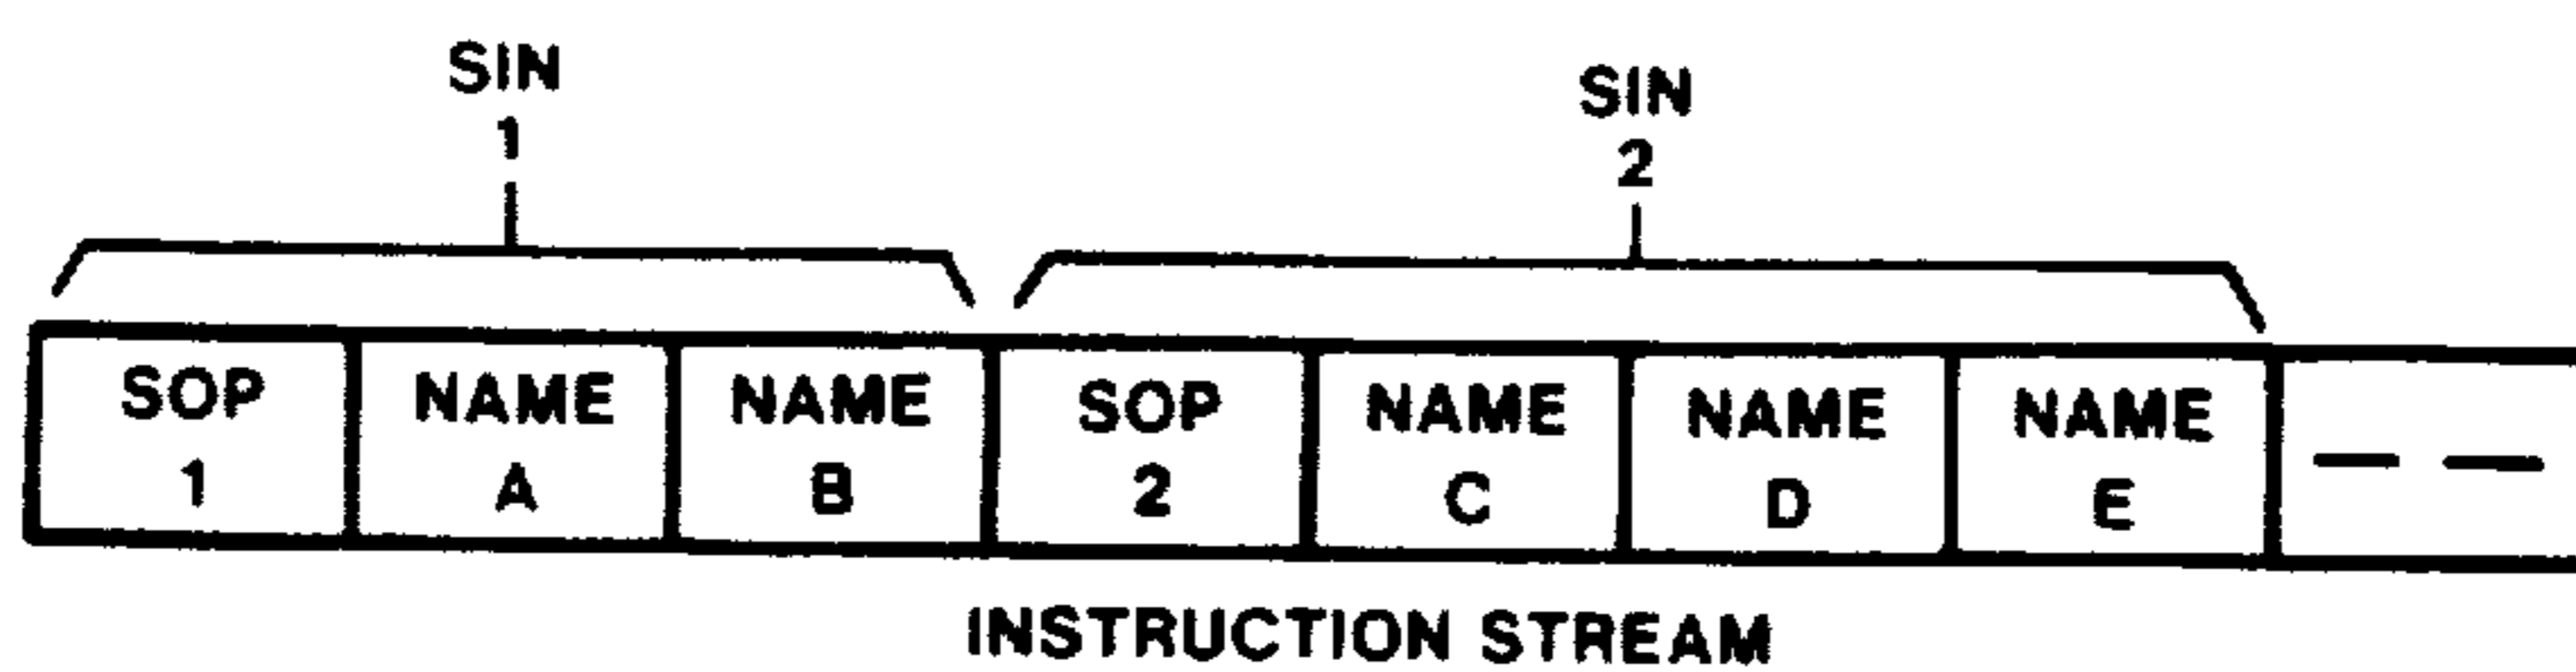 SIN
1
SIN
2
SOP
1
NAME
A
NAME
B
SOP
2
NAME
C
NAME
D
NAME
E
— —
INSTRUCTION STREAM